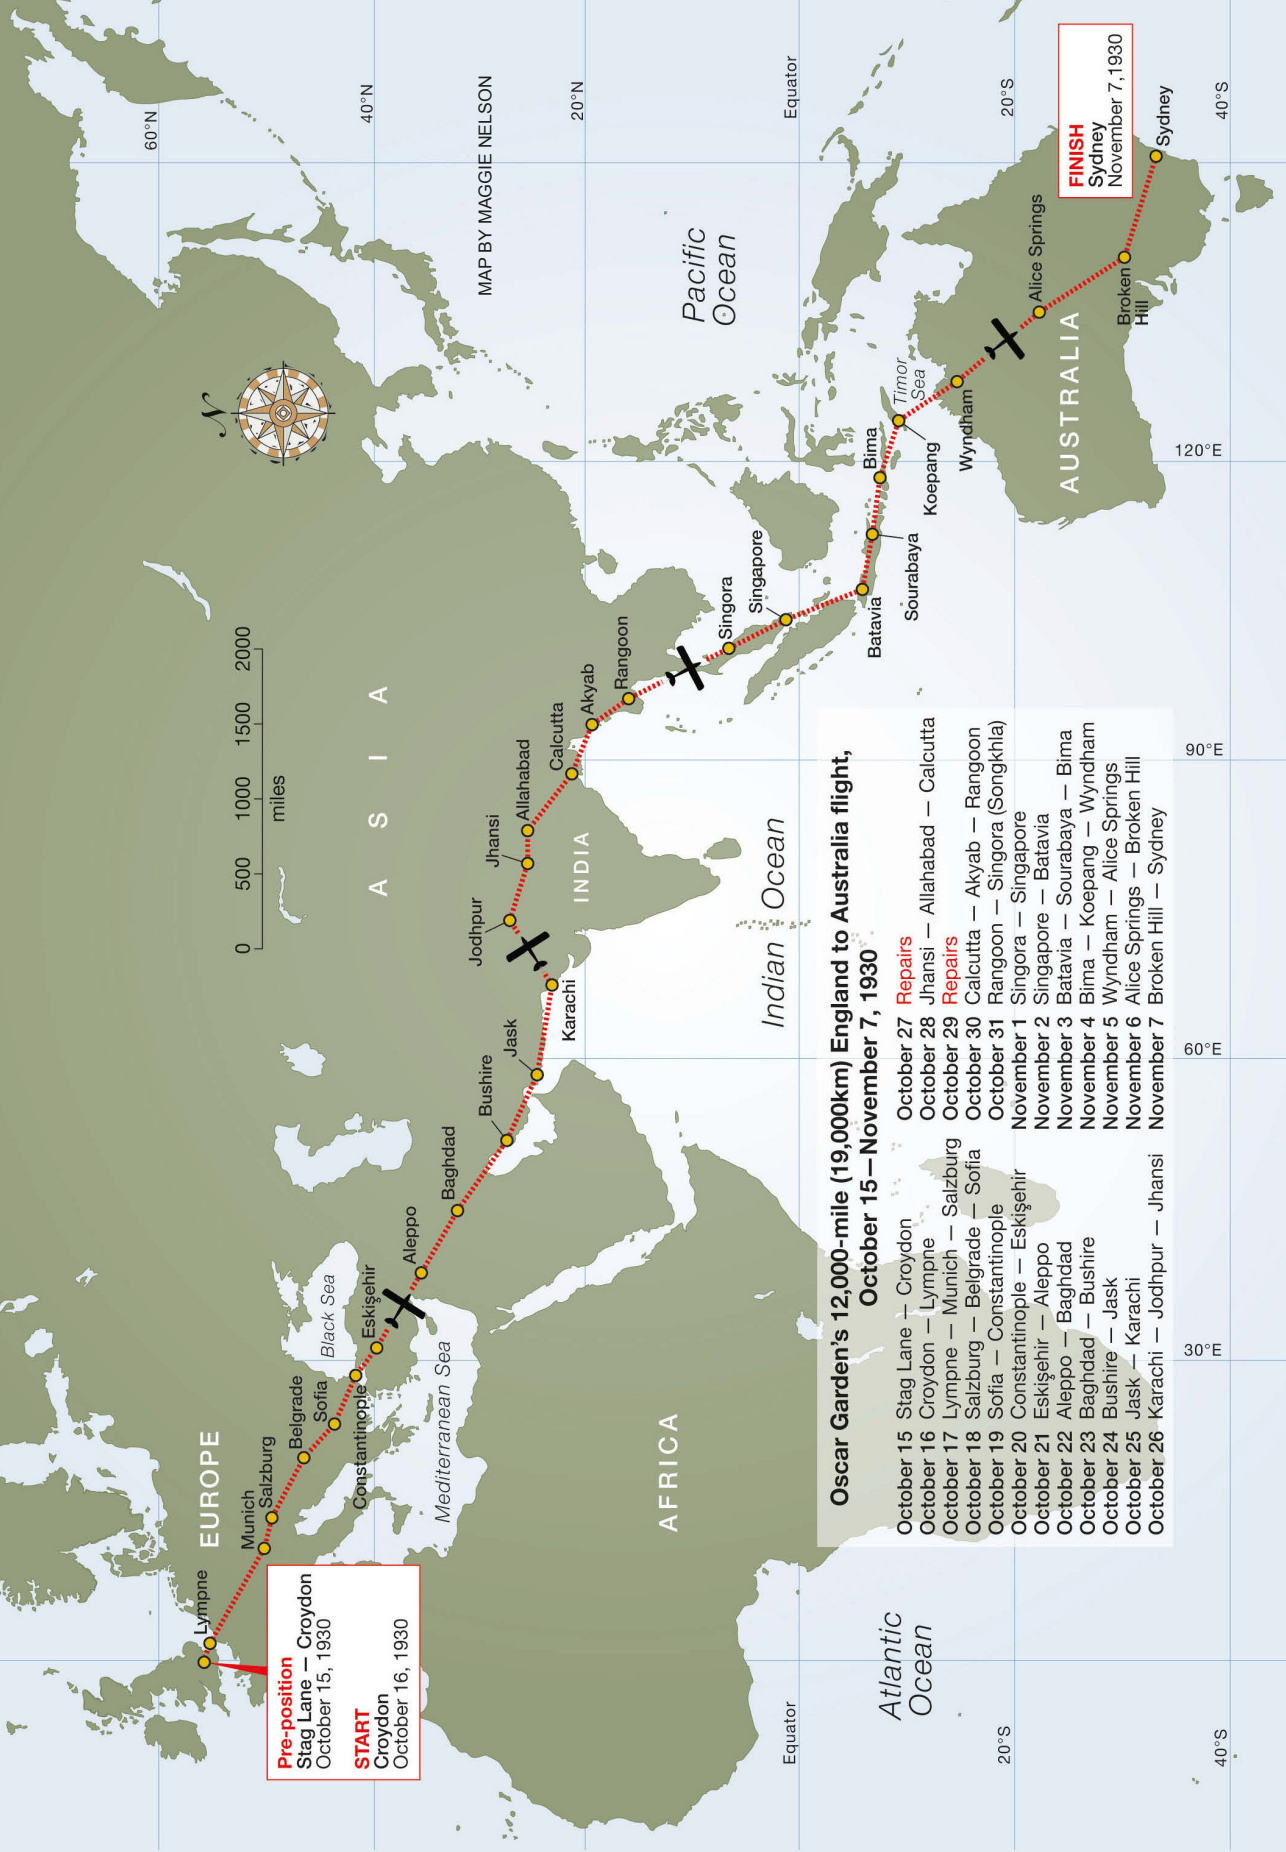 60°N
40°N
20°N
Equator
20°S
40°S
MAP BY MAGGIE NELSON
N
0 500 1000 1500 2000
miles
EUROPE
A S I A
INDIA
AFRICA
AUSTRALIA
Black Sea
Mediterranean Sea
Pacific
Ocean
Indian Ocean
Atlantic
Ocean
Timor
Sea
Lympne
Munich
Salzburg
Belgrade
Sofia
Constantinople
Eskişehir
Aleppo
Baghdad
Bushire
Jask
Karachi
Jodhpur
Jhansi
Allahabad
Calcutta
Akyab
Rangoon
Singora
Singapore
Batavia
Sourabaya
Bima
Koepang
Wyndham
Alice Springs
Broken
Hill
Sydney
Pre-position
Stag Lane — Croydon
October 15, 1930
START
Croydon
October 16, 1930
FINISH
Sydney
November 7,1930
Oscar Garden's 12,000-mile (19,000km) England to Australia flight,
October 15—November 7, 1930
October 15 Stag Lane — Croydon
October 16 Croydon — Lympne
October 17 Lympne — Munich — Salzburg
October 18 Salzburg — Belgrade — Sofia
October 19 Sofia — Constantinople
October 20 Constantinople — Eskişehir
October 21 Eskişehir — Aleppo
October 22 Aleppo — Baghdad
October 23 Baghdad — Bushire
October 24 Bushire — Jask
October 25 Jask — Karachi
October 26 Karachi — Jodhpur — Jhansi
October 27 Repairs
October 28 Jhansi — Allahabad — Calcutta
October 29 Repairs
October 30 Calcutta — Akyab — Rangoon
October 31 Rangoon — Singora (Songkhla)
November 1 Singora — Singapore
November 2 Singapore — Batavia
November 3 Batavia — Sourabaya — Bima
November 4 Bima — Koepang — Wyndham
November 5 Wyndham — Alice Springs
November 6 Alice Springs — Broken Hill
November 7 Broken Hill — Sydney
Equator
20°S
40°S
30°E
60°E
90°E
120°E